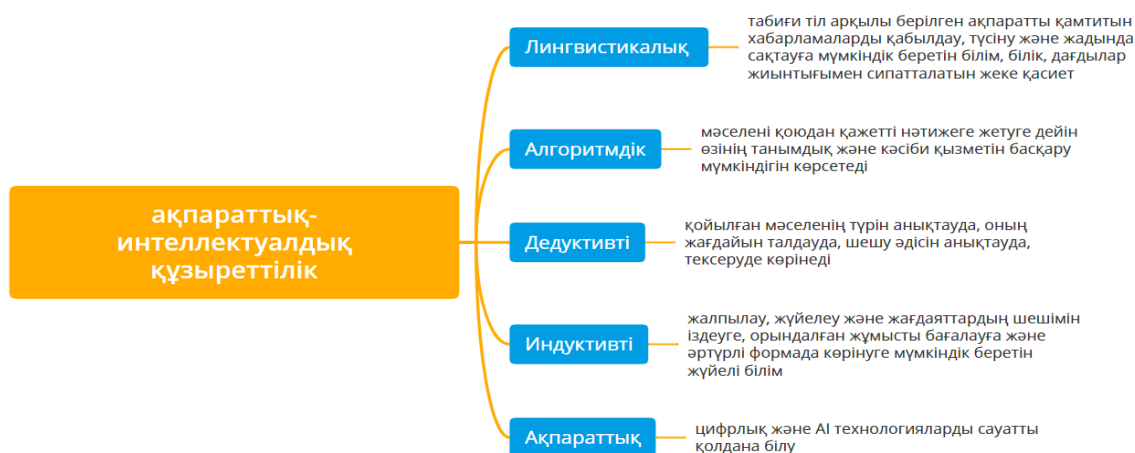 ақпараттық-
интеллектуалдық
құзыреттілік
Лингвистикалық
табиғи тіл арқылы берілген ақпаратты қамтитын
хабарламаларды қабылдау, түсіну және жадында
сақтауға мүмкіндік беретін білім, білік, дағдылар
жиынтығымен сипатталатын жеке қасиет
Алгоритмдік
мәселені қоюдан қажетті нәтижеге жетуге дейін
өзінің танымдық және кәсіби қызметін басқару
мүмкіндігін көрсетеді
Дедуктивті
қойылған мәселенің түрін анықтауда, оның
жағдайын талдауда, шешу әдісін анықтауда,
тексеруде көрінеді
Индуктивті
жалпылау, жүйелеу және жағдаяттардың шешімін
іздеуге, орындалған жұмысты бағалауға және
әртүрлі формада көрінуге мүмкіндік беретін
жүйелі білім
Ақпараттық
цифрлық және AI технологияларды сауатты
қолдана білу